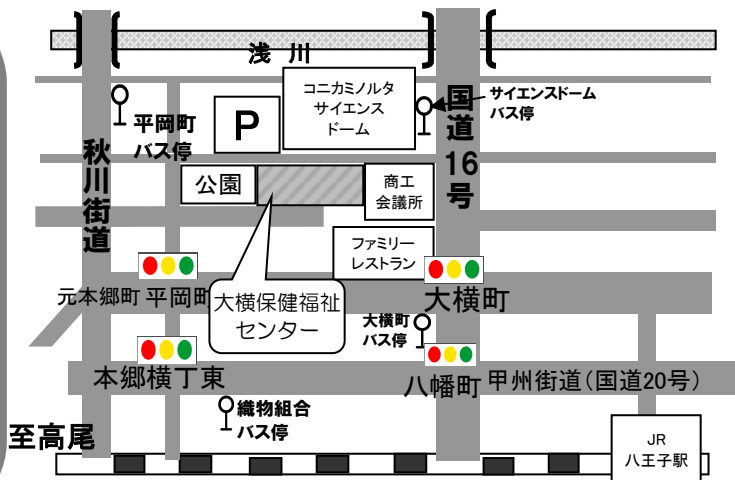 浅 川
コニカミノルタ
サイエンス
ドーム
P
平岡町
バス停
サイエンスドーム
バス停
国道16号
秋川街道
公園
商工
会議所
ファミリー
レストラン
元本郷町
平岡町
大横保健福祉
センター
大横町
大横町
バス停
本郷横丁東
八幡町
甲州街道(国道20号)
織物組合
バス停
至高尾
JR
八王子駅